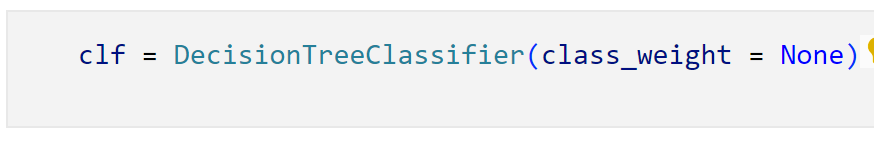 clf = DecisionTreeClassifier(class_weight = None)